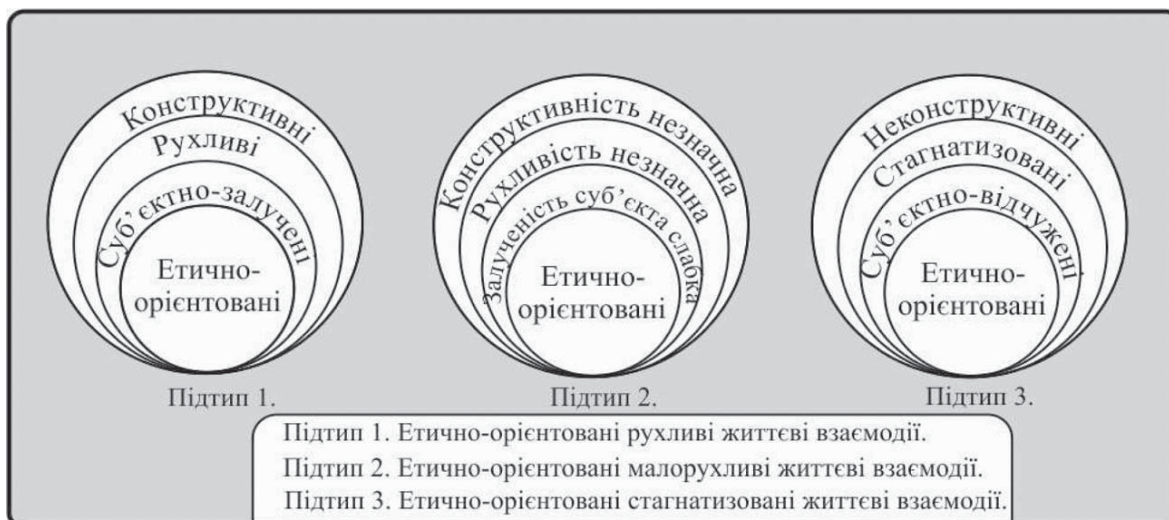 Конструктивні
Рухливі
Суб’єктно-залучені
Етично-
орієнтовані
Підтип 1.
Конструктивність незначна
Рухливість незначна
Залученість суб’єкта слабка
Етично-
орієнтовані
Підтип 2.
Неконструктивні
Стагнатизовані
Суб’єктно-відчужені
Етично-
орієнтовані
Підтип 3.
Підтип 1. Етично-орієнтовані рухливі життєві взаємодії.
Підтип 2. Етично-орієнтовані малорухливі життєві взаємодії.
Підтип 3. Етично-орієнтовані стагнатизовані життєві взаємодії.